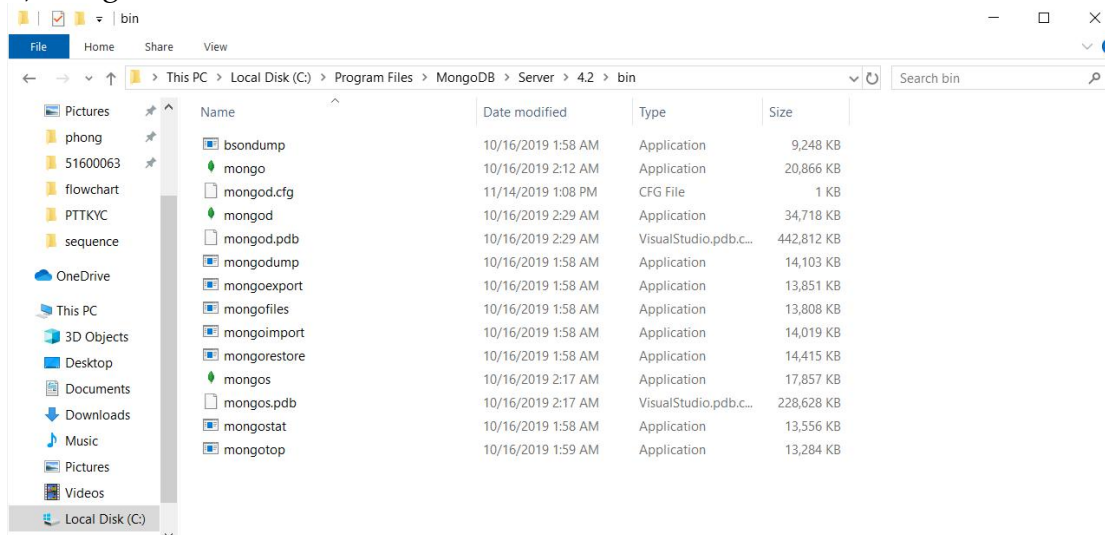 bin
File Home Share View
This PC > Local Disk (C:) > Program Files > MongoDB > Server > 4.2 > bin
Search bin
Pictures
phong
51600063
flowchart
PTTKYC
sequence
OneDrive
This PC
3D Objects
Desktop
Documents
Downloads
Music
Pictures
Videos
Local Disk (C:)
Name Date modified Type Size
bsondump 10/16/2019 1:58 AM Application 9,248 KB
mongo 10/16/2019 2:12 AM Application 20,866 KB
mongod.cfg 11/14/2019 1:08 PM CFG File 1 KB
mongod 10/16/2019 2:29 AM Application 34,718 KB
mongod.pdb 10/16/2019 2:29 AM VisualStudio.pdb.c... 442,812 KB
mongodump 10/16/2019 1:58 AM Application 14,103 KB
mongoexport 10/16/2019 1:58 AM Application 13,851 KB
mongofiles 10/16/2019 1:58 AM Application 13,808 KB
mongoimport 10/16/2019 1:58 AM Application 14,019 KB
mongorestore 10/16/2019 1:58 AM Application 14,415 KB
mongos 10/16/2019 2:17 AM Application 17,857 KB
mongos.pdb 10/16/2019 2:17 AM VisualStudio.pdb.c... 228,628 KB
mongostat 10/16/2019 1:58 AM Application 13,556 KB
mongotop 10/16/2019 1:59 AM Application 13,284 KB